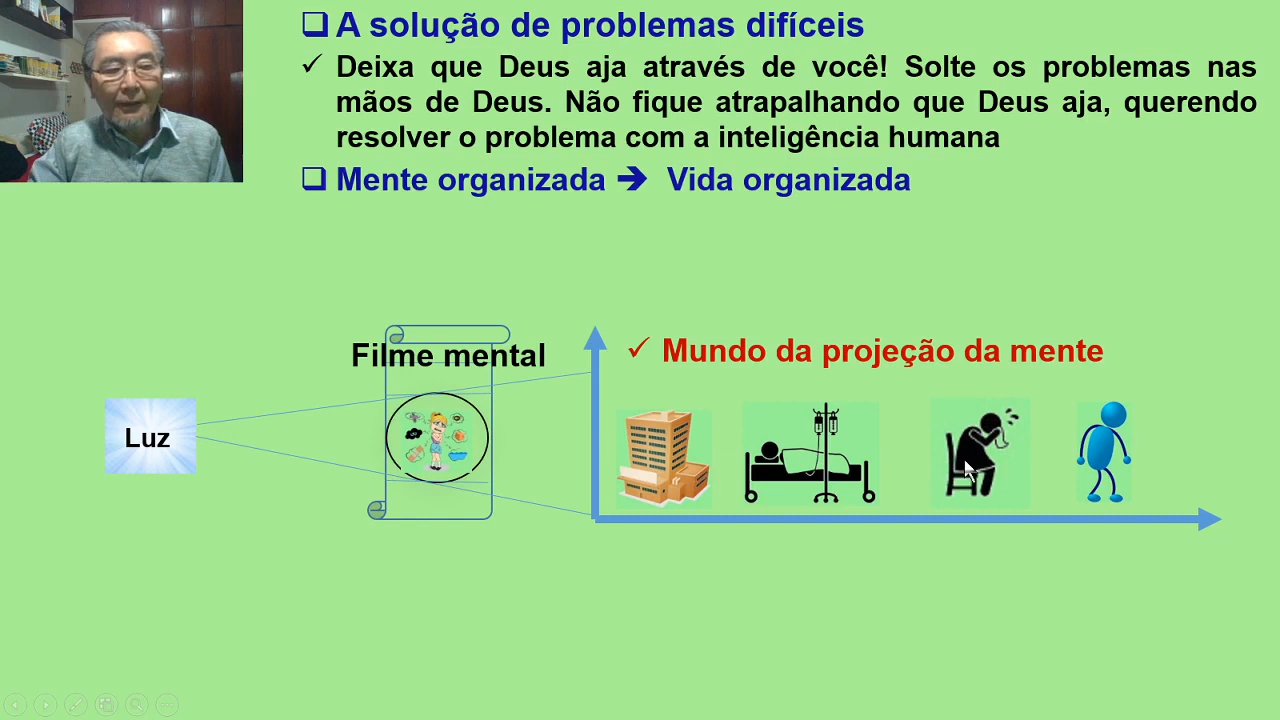 A solução de problemas difíceis
Deixa que Deus aja através de você! Solte os problemas nas
mãos de Deus. Não fique atrapalhando que Deus aja, querendo
resolver o problema com a inteligência humana
Mente organizada ➔ Vida organizada
Filme mental
Mundo da projeção da mente
Luz